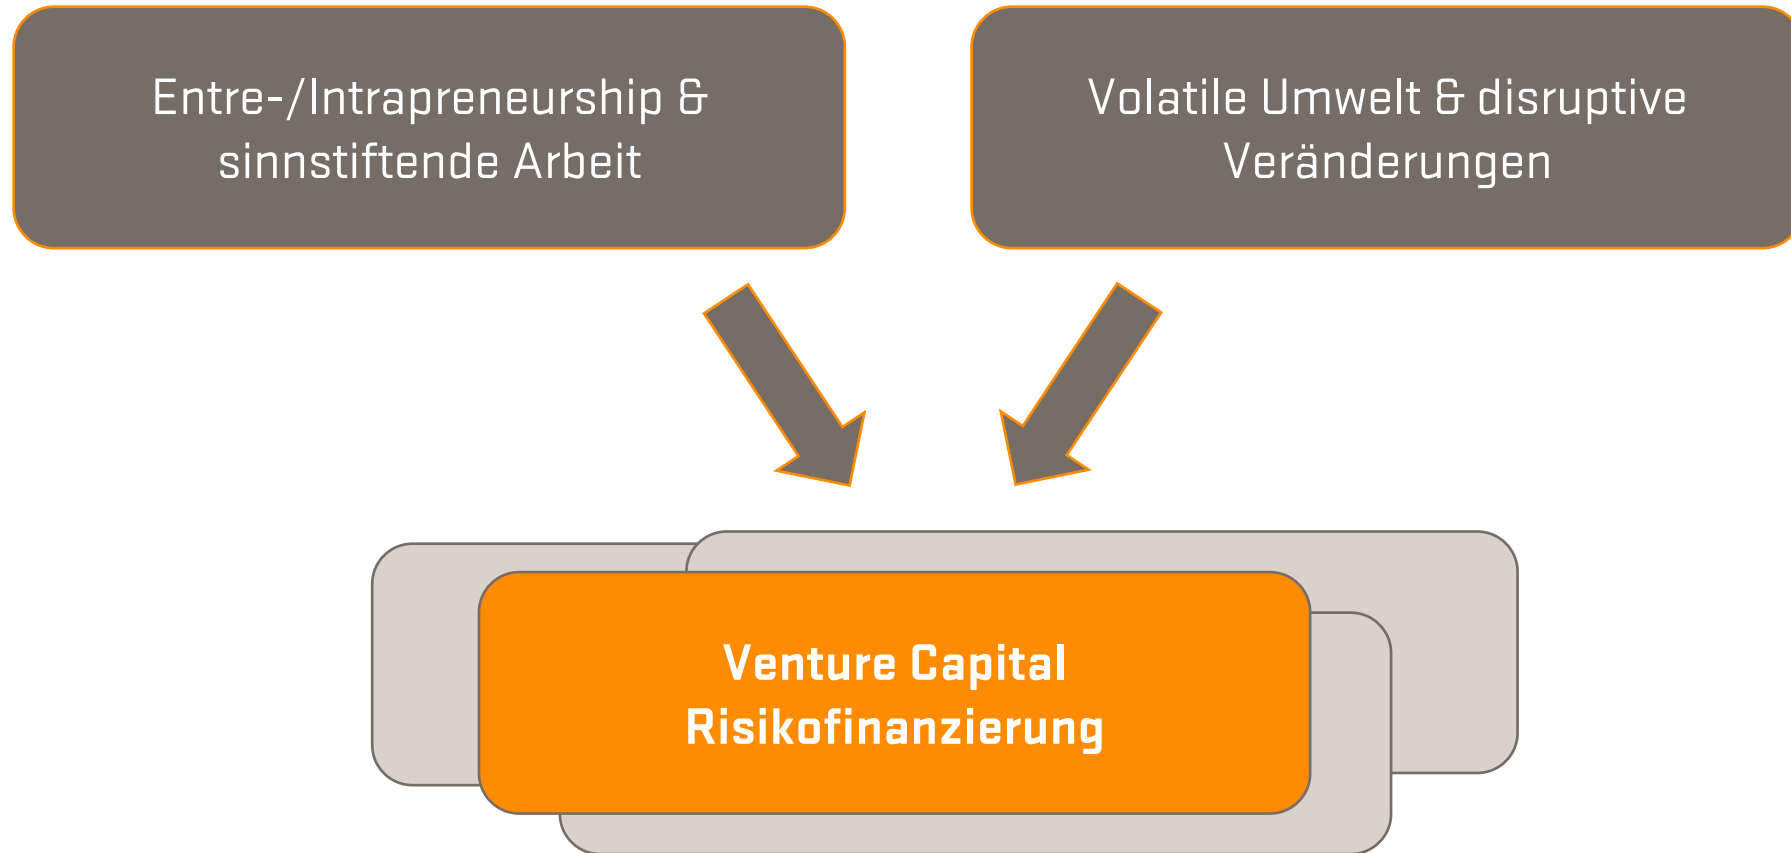 Entre-/Intrapreneurship &
sinnstiftende Arbeit
Volatile Umwelt & disruptive
Veränderungen
Venture Capital
Risikofinanzierung